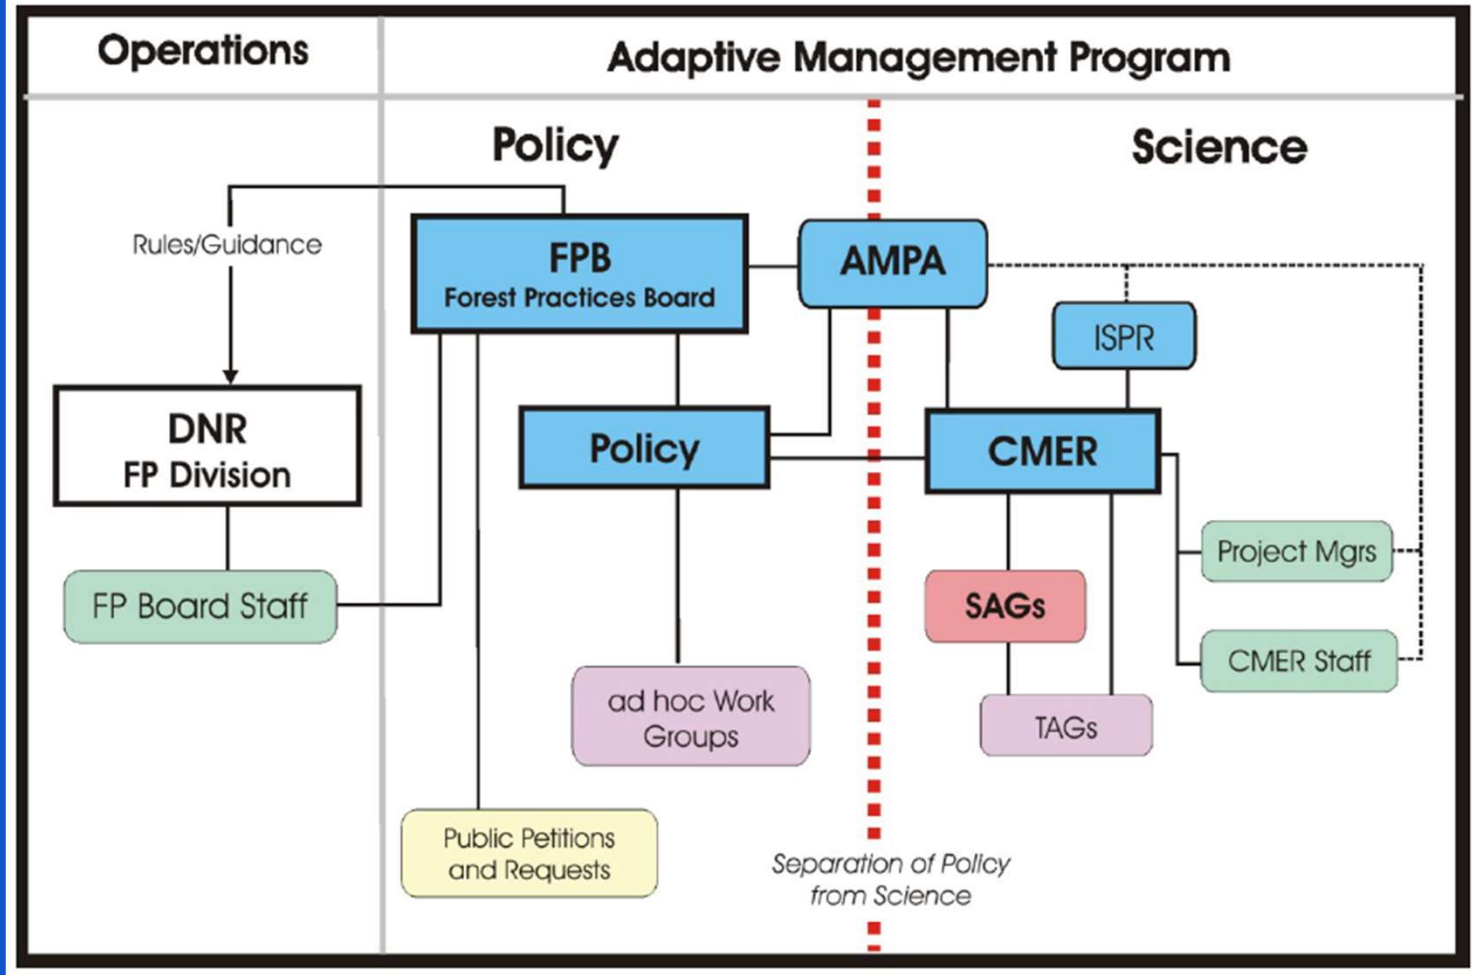 Operations
Adaptive Management Program
Policy
Science
Rules/Guidance
FPB
Forest Practices Board
AMPA
ISPR
DNR
FP Division
Policy
CMER
FP Board Staff
Project Mgrs
SAGs
CMER Staff
ad hoc Work
Groups
TAGs
Public Petitions
and Requests
Separation of Policy
from Science